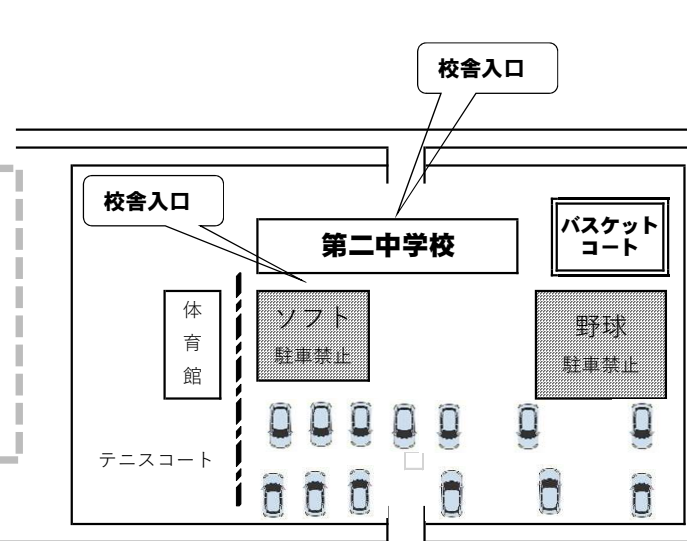 校舎入口
校舎入口
第二中学校
バスケット
コート
体
育
館
ソフト
駐車禁止
野球
駐車禁止
テニスコート